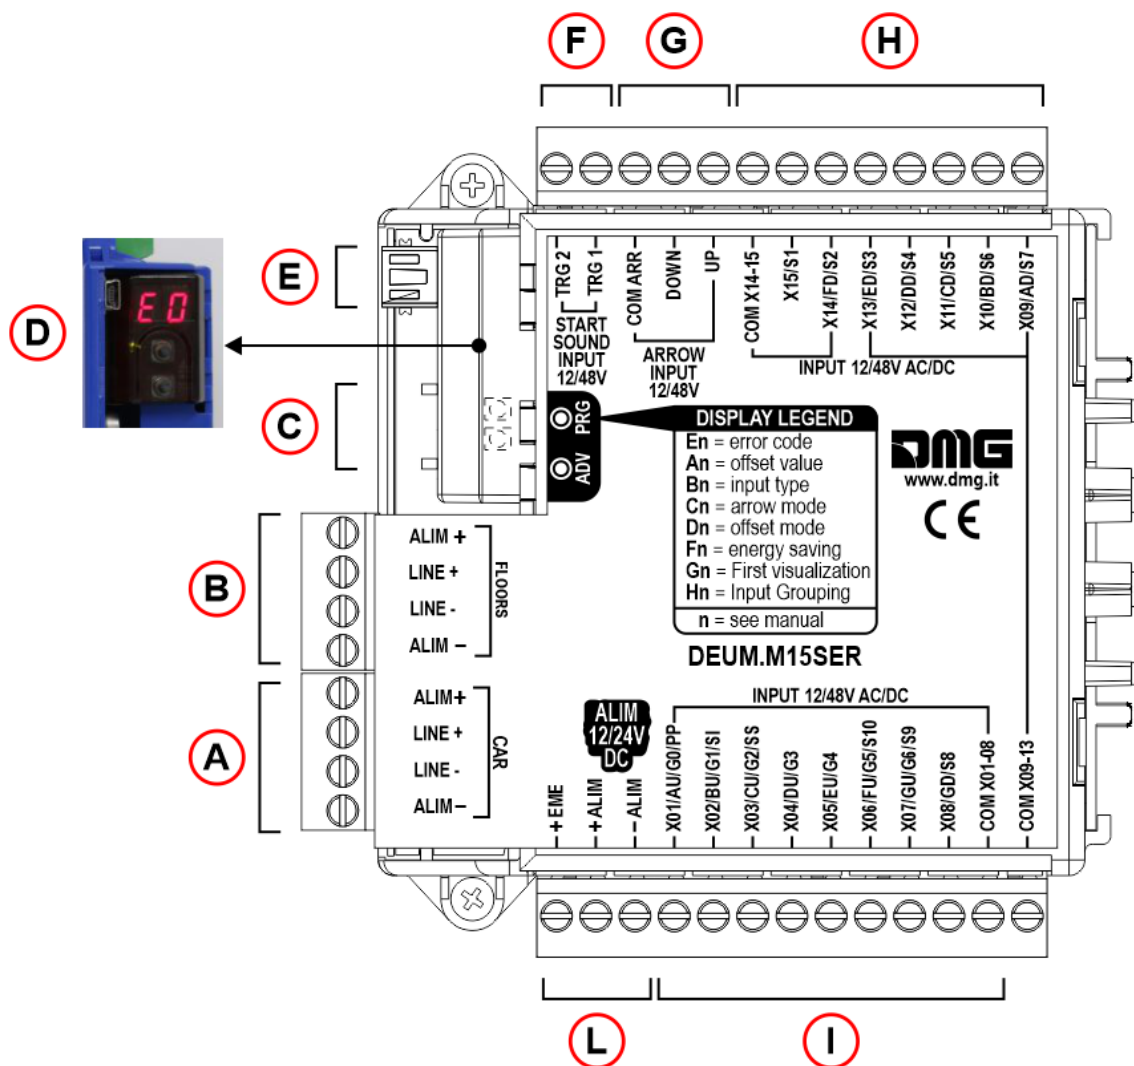 F
G
H
E
D
C
B
A
L
I
E0
TRG 2
TRG 1
START
SOUND
INPUT
12/48V
COM ARR
DOWN
UP
ARROW
INPUT
12/48V
COM X14-15
X15/S1
X14/FD/S2
X13/ED/S3
X12/DD/S4
X11/CD/S5
X10/BD/S6
X09/AD/S7
INPUT 12/48V AC/DC
PRG
ADV
DISPLAY LEGEND
En = error code
An = offset value
Bn = input type
Cn = arrow mode
Dn = offset mode
Fn = energy saving
Gn = First visualization
Hn = Input Grouping
n = see manual
DMG
www.dmg.it
CE
DEUM.M15SER
ALIM +
LINE +
LINE -
ALIM –
FLOORS
ALIM+
LINE +
LINE -
ALIM–
CAR
ALIM
12/24V
DC
INPUT 12/48V AC/DC
+ EME
+ ALIM
– ALIM
X01/AU/G0/PP
X02/BU/G1/SI
X03/CU/G2/SS
X04/DU/G3
X05/EU/G4
X06/FU/G5/S10
X07/GU/G6/S9
X08/GD/S8
COM X01-08
COM X09-13